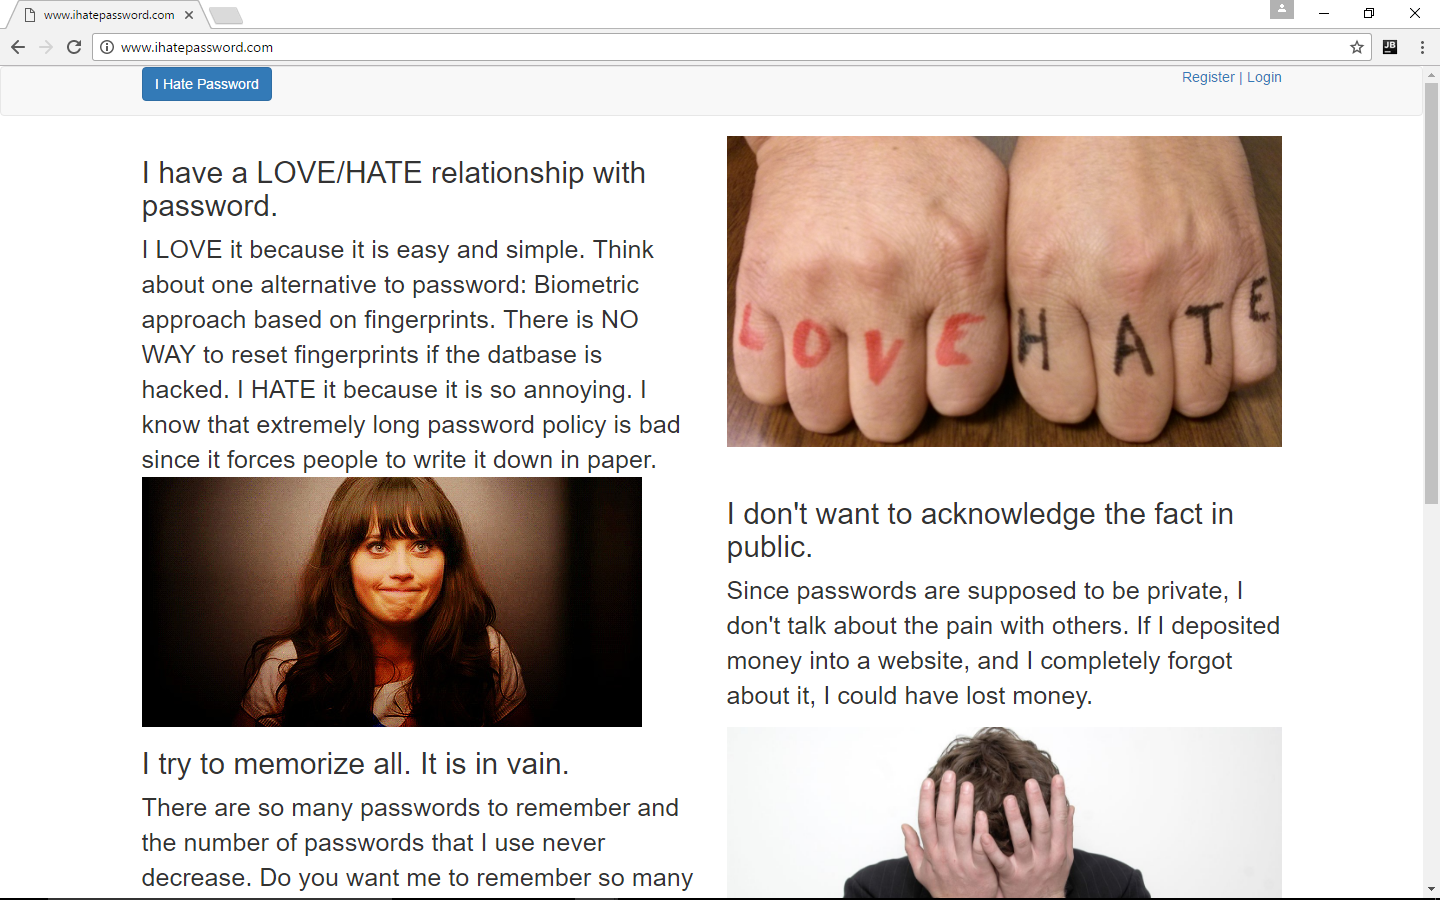 www.ihatepassword.com
www.ihatepassword.com
JB
I Hate Password
Register | Login
I have a LOVE/HATE relationship with
password.
I LOVE it because it is easy and simple. Think
about one alternative to password: Biometric
approach based on fingerprints. There is NO
WAY to reset fingerprints if the datbase is
hacked. I HATE it because it is so annoying. I
know that extremely long password policy is bad
since it forces people to write it down in paper.
LOVE HATE
I don't want to acknowledge the fact in
public.
Since passwords are supposed to be private, I
don't talk about the pain with others. If I deposited
money into a website, and I completely forgot
about it, I could have lost money.
I try to memorize all. It is in vain.
There are so many passwords to remember and
the number of passwords that I use never
decrease. Do you want me to remember so many